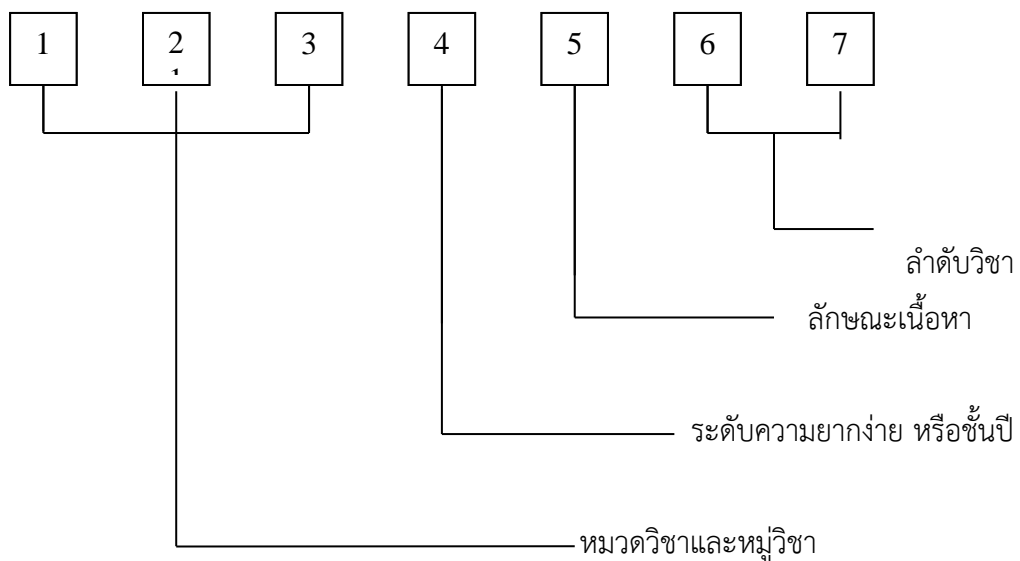 1 2 3 4 5 6 7
ลำดับวิชา
ลักษณะเนื้อหา
ระดับความยากง่าย หรือชั้นปี
หมวดวิชาและหมู่วิชา